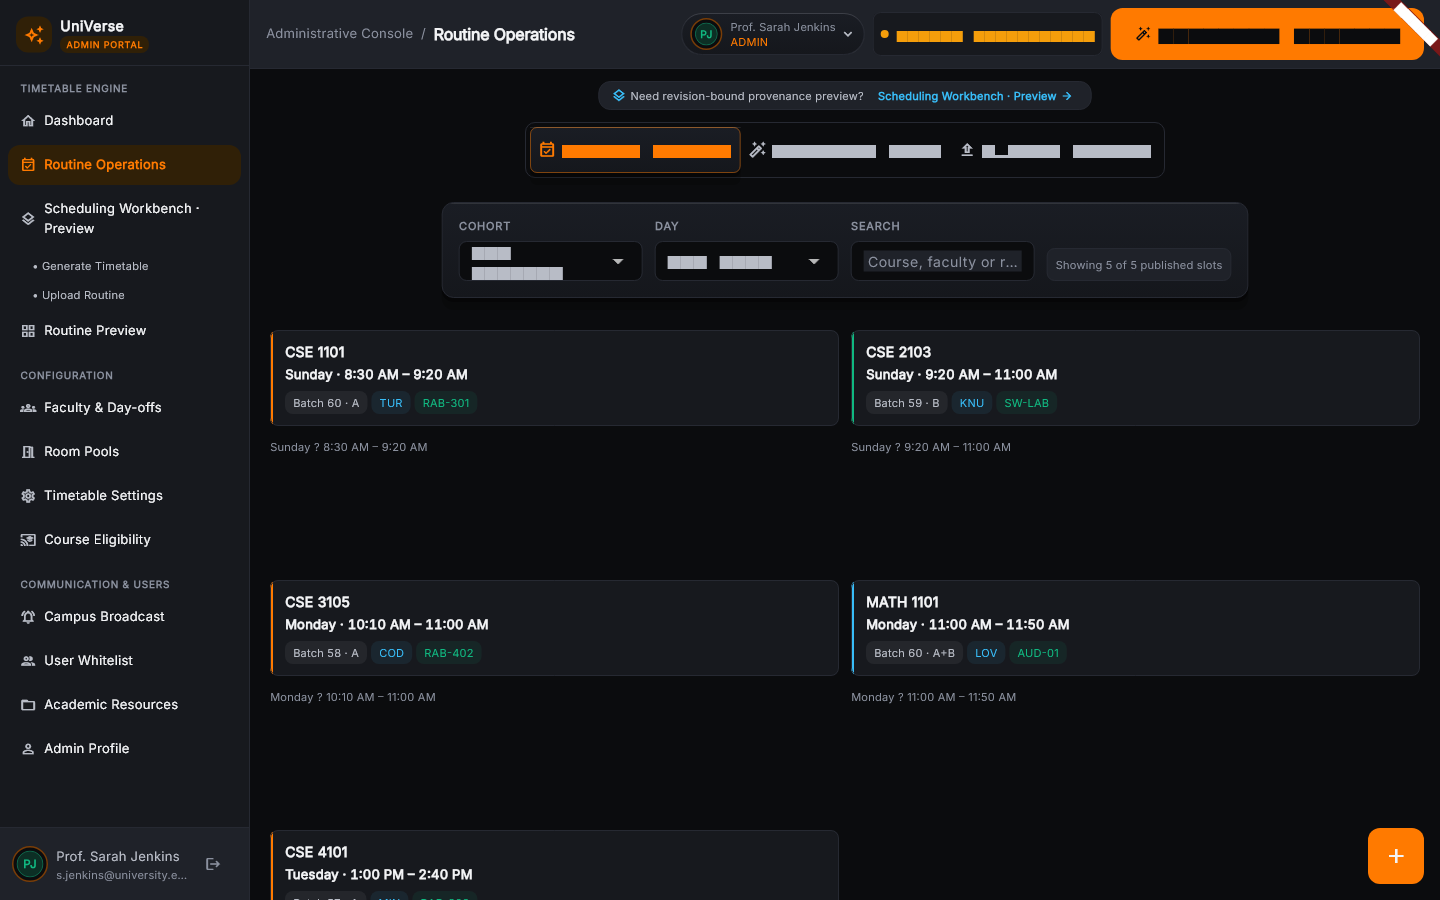 UniVerse
ADMIN PORTAL
TIMETABLE ENGINE
Dashboard
Routine Operations
Scheduling Workbench ·
Preview
• Generate Timetable
• Upload Routine
Routine Preview
CONFIGURATION
Faculty & Day-offs
Room Pools
Timetable Settings
Course Eligibility
COMMUNICATION & USERS
Campus Broadcast
User Whitelist
Academic Resources
Admin Profile
PJ
Prof. Sarah Jenkins
s.jenkins@university.e...
Administrative Console / Routine Operations
PJ
Prof. Sarah Jenkins
ADMIN
Need revision-bound provenance preview? Scheduling Workbench · Preview →
COHORT
DAY
SEARCH
Course, faculty or r...
Showing 5 of 5 published slots
CSE 1101
Sunday · 8:30 AM – 9:20 AM
Batch 60 · A TUR RAB-301
Sunday ? 8:30 AM – 9:20 AM
CSE 2103
Sunday · 9:20 AM – 11:00 AM
Batch 59 · B KNU SW-LAB
Sunday ? 9:20 AM – 11:00 AM
CSE 3105
Monday · 10:10 AM – 11:00 AM
Batch 58 · A COD RAB-402
Monday ? 10:10 AM – 11:00 AM
MATH 1101
Monday · 11:00 AM – 11:50 AM
Batch 60 · A+B LOV AUD-01
Monday ? 11:00 AM – 11:50 AM
CSE 4101
Tuesday · 1:00 PM – 2:40 PM